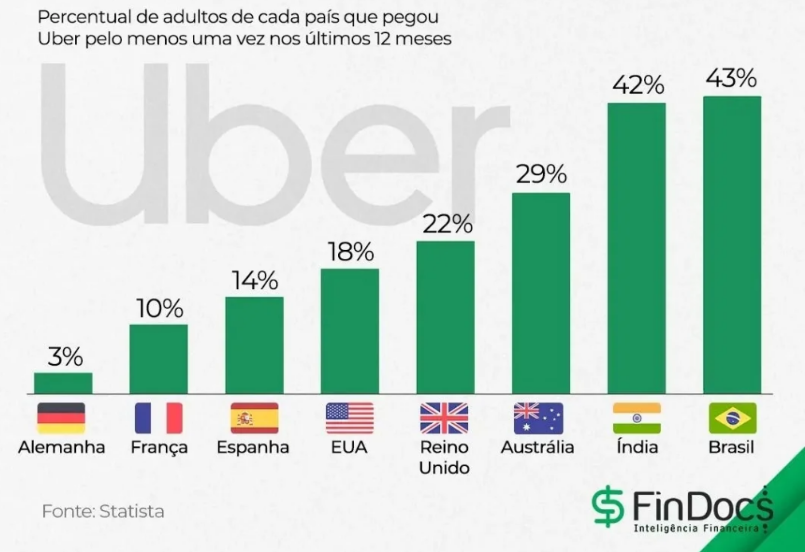 Percentual de adultos de cada país que pegou
Uber pelo menos uma vez nos últimos 12 meses
Uber
3%
10%
14%
18%
22%
29%
42%
43%
Alemanha
França
Espanha
EUA
Reino
Unido
Austrália
Índia
Brasil
Fonte: Statista
$ FinDocs
Inteligência Financeira